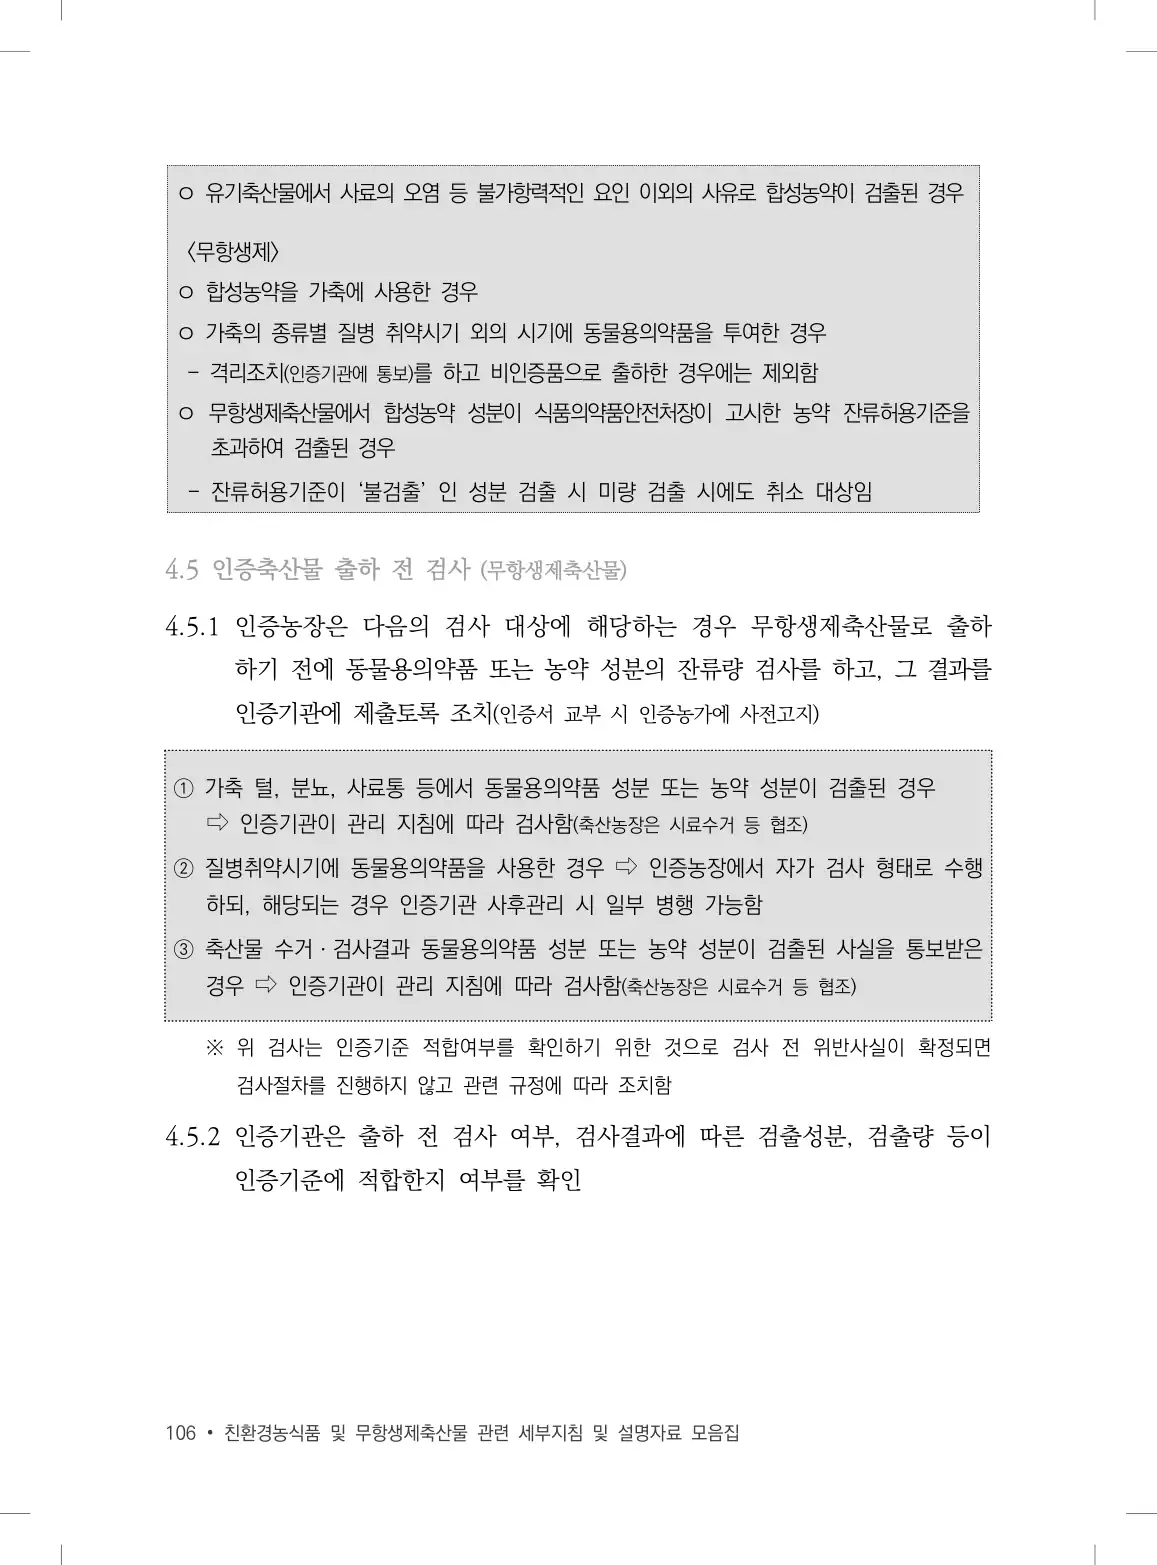 ㅇ 유기축산물에서 사료의 오염 등 불가항력적인 요인 이외의 사유로 합성농약이 검출된 경우
〈무항생제〉
ㅇ 합성농약을 가축에 사용한 경우
ㅇ 가축의 종류별 질병 취약시기 외의 시기에 동물용의약품을 투여한 경우
- 격리조치(인증기관에 통보)를 하고 비인증품으로 출하한 경우에는 제외함
ㅇ 무항생제축산물에서 합성농약 성분이 식품의약품안전처장이 고시한 농약 잔류허용기준을
초과하여 검출된 경우
- 잔류허용기준이 ‘불검출’ 인 성분 검출 시 미량 검출 시에도 취소 대상임
4.5 인증축산물 출하 전 검사 (무항생제축산물)
4.5.1 인증농장은 다음의 검사 대상에 해당하는 경우 무항생제축산물로 출하
하기 전에 동물용의약품 또는 농약 성분의 잔류량 검사를 하고, 그 결과를
인증기관에 제출토록 조치(인증서 교부 시 인증농가에 사전고지)
① 가축 털, 분뇨, 사료통 등에서 동물용의약품 성분 또는 농약 성분이 검출된 경우
⇨ 인증기관이 관리 지침에 따라 검사함(축산농장은 시료수거 등 협조)
② 질병취약시기에 동물용의약품을 사용한 경우 ⇨ 인증농장에서 자가 검사 형태로 수행
하되, 해당되는 경우 인증기관 사후관리 시 일부 병행 가능함
③ 축산물 수거·검사결과 동물용의약품 성분 또는 농약 성분이 검출된 사실을 통보받은
경우 ⇨ 인증기관이 관리 지침에 따라 검사함(축산농장은 시료수거 등 협조)
※ 위 검사는 인증기준 적합여부를 확인하기 위한 것으로 검사 전 위반사실이 확정되면
검사절차를 진행하지 않고 관련 규정에 따라 조치함
4.5.2 인증기관은 출하 전 검사 여부, 검사결과에 따른 검출성분, 검출량 등이
인증기준에 적합한지 여부를 확인
106 • 친환경농식품 및 무항생제축산물 관련 세부지침 및 설명자료 모음집